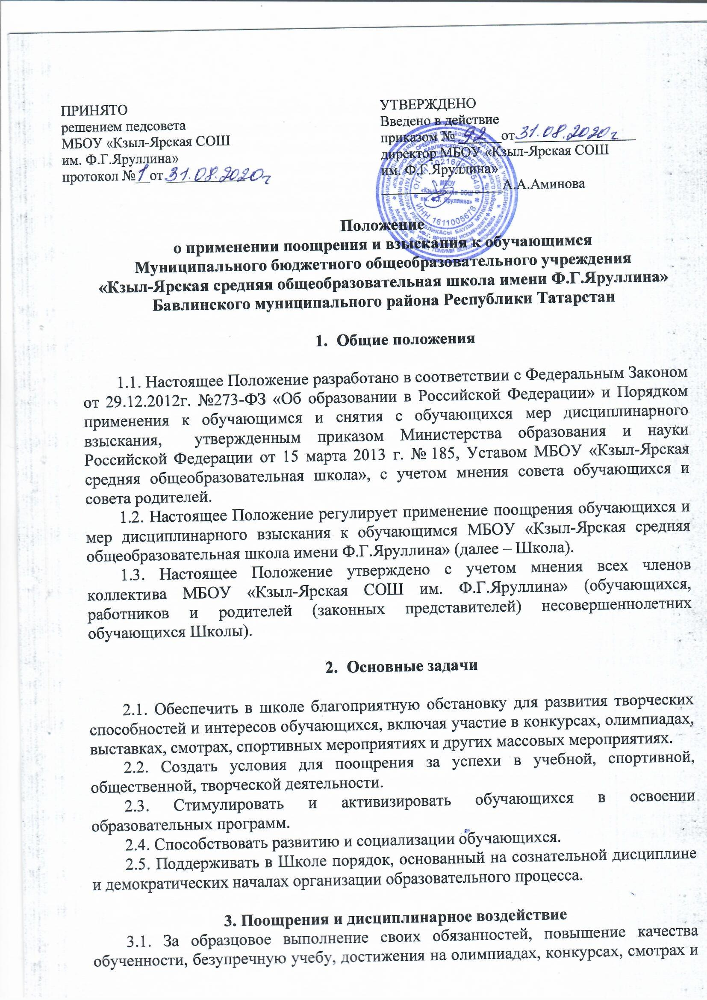 ПРИНЯТО
решением педсовета
МБОУ «Кзыл-Ярская СОШ
им. Ф.Г.Яруллина»
протокол № 1 от 31.08.2020г
УТВЕРЖДЕНО
Введено в действие
приказом № 92 от 31.08.2020г
директор МБОУ «Кзыл-Ярская СОШ
им. Ф.Г.Яруллина»
А.А.Аминова
МБОУ
«Кзыл-Ярская СОШ
им. Ф.Г. Яруллина»
ИНН 1611005678
Положение
о применении поощрения и взыскания к обучающимся
Муниципального бюджетного общеобразовательного учреждения
«Кзыл-Ярская средняя общеобразовательная школа имени Ф.Г.Яруллина»
Бавлинского муниципального района Республики Татарстан
1. Общие положения
1.1. Настоящее Положение разработано в соответствии с Федеральным Законом
от 29.12.2012г. №273-ФЗ «Об образовании в Российской Федерации» и Порядком
применения к обучающимся и снятия с обучающихся мер дисциплинарного
взыскания, утвержденным приказом Министерства образования и науки
Российской Федерации от 15 марта 2013 г. № 185, Уставом МБОУ «Кзыл-Ярская
средняя общеобразовательная школа», с учетом мнения совета обучающихся и
совета родителей.
1.2. Настоящее Положение регулирует применение поощрения обучающихся и
мер дисциплинарного взыскания к обучающимся МБОУ «Кзыл-Ярская средняя
общеобразовательная школа имени Ф.Г.Яруллина» (далее – Школа).
1.3. Настоящее Положение утверждено с учетом мнения всех членов
коллектива МБОУ «Кзыл-Ярская СОШ им. Ф.Г.Яруллина» (обучающихся,
работников и родителей (законных представителей) несовершеннолетних
обучающихся Школы).
2. Основные задачи
2.1. Обеспечить в школе благоприятную обстановку для развития творческих
способностей и интересов обучающихся, включая участие в конкурсах, олимпиадах,
выставках, смотрах, спортивных мероприятиях и других массовых мероприятиях.
2.2. Создать условия для поощрения за успехи в учебной, спортивной,
общественной, творческой деятельности.
2.3. Стимулировать и активизировать обучающихся в освоении
образовательных программ.
2.4. Способствовать развитию и социализации обучающихся.
2.5. Поддерживать в Школе порядок, основанный на сознательной дисциплине
и демократических началах организации образовательного процесса.
3. Поощрения и дисциплинарное воздействие
3.1. За образцовое выполнение своих обязанностей, повышение качества
обученности, безупречную учебу, достижения на олимпиадах, конкурсах, смотрах и